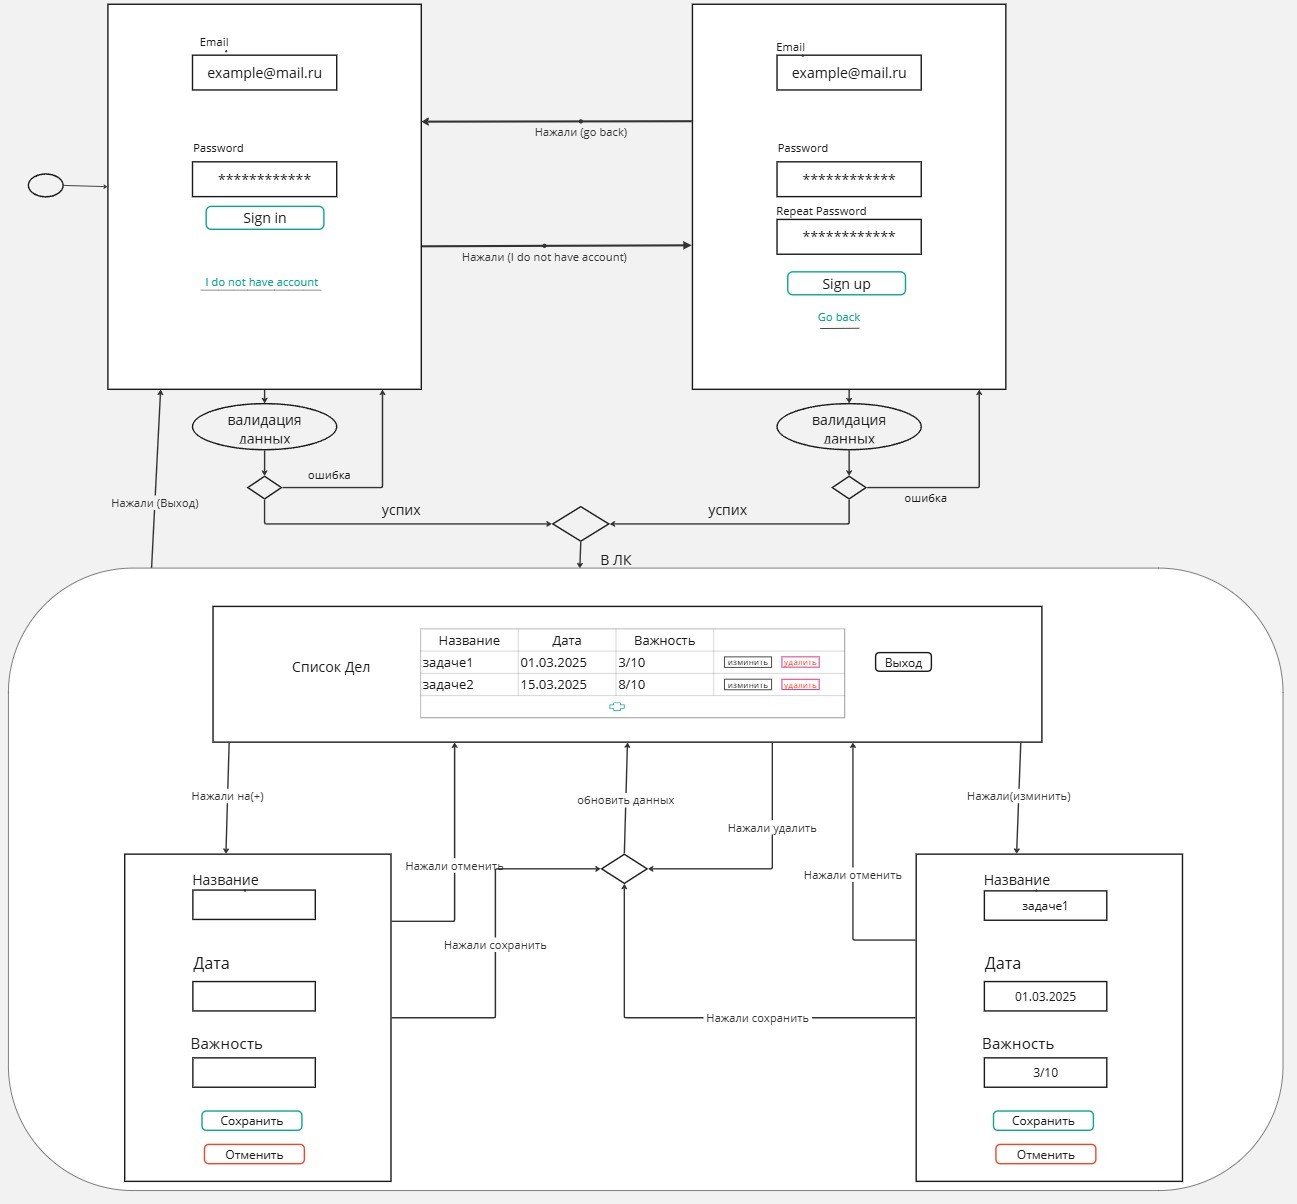 Email
example@mail.ru
Password
************
Sign in
I do not have account
Email
example@mail.ru
Password
************
Repeat Password
************
Sign up
Go back
Нажали (go back)
Нажали (I do not have account)
валидация
данных
ошибка
успих
валидация
данных
ошибка
успих
Нажали (Выход)
В ЛК
Список Дел
Название Дата Важность
задаче1 01.03.2025 3/10 изминить удалить
задаче2 15.03.2025 8/10 изминить удалить
Выход
Нажали на(+)
Нажали отменить
Нажали сохранить
обновить данных
Нажали удалить
Нажали отменить
Нажали(изминить)
Нажали сохранить
Название
Дата
Важность
Сохранить
Отменить
Название
задаче1
Дата
01.03.2025
Важность
3/10
Сохранить
Отменить